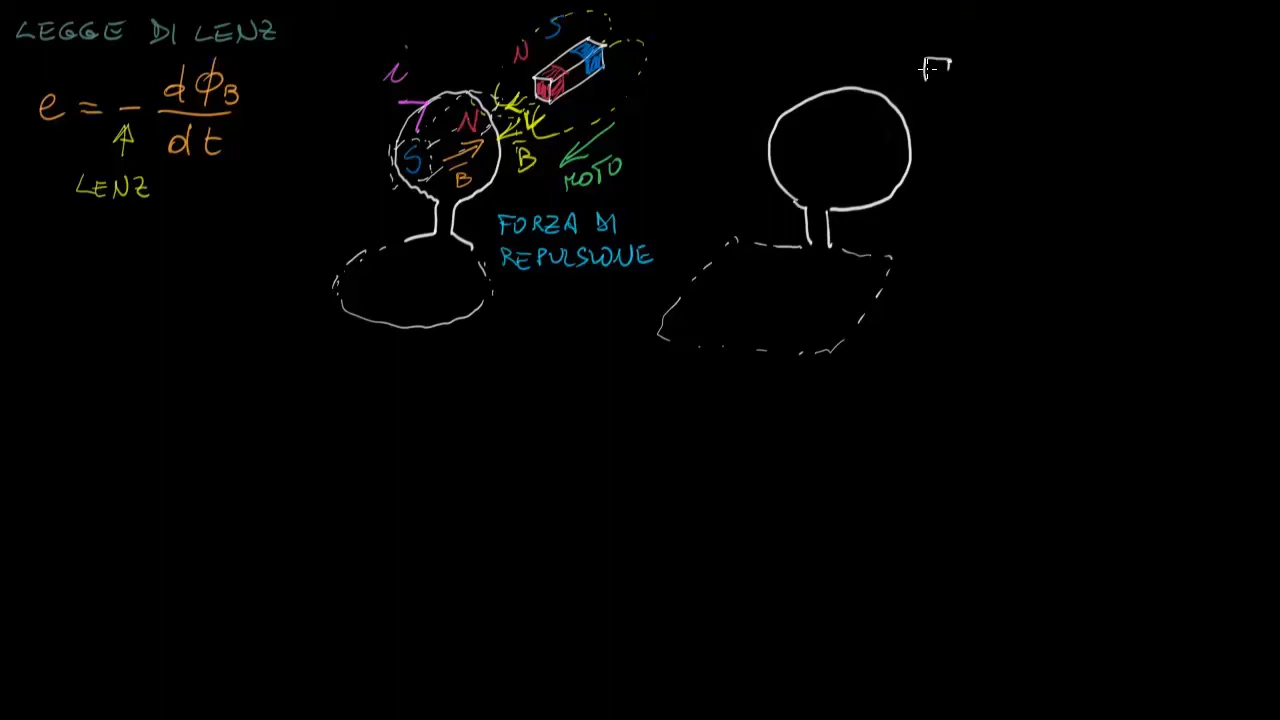 LEGGE DI LENZ
e = - dϕB / dt
LENZ
i
N
S
N
S
B
B
MOTO
FORZA DI
REPULSIONE